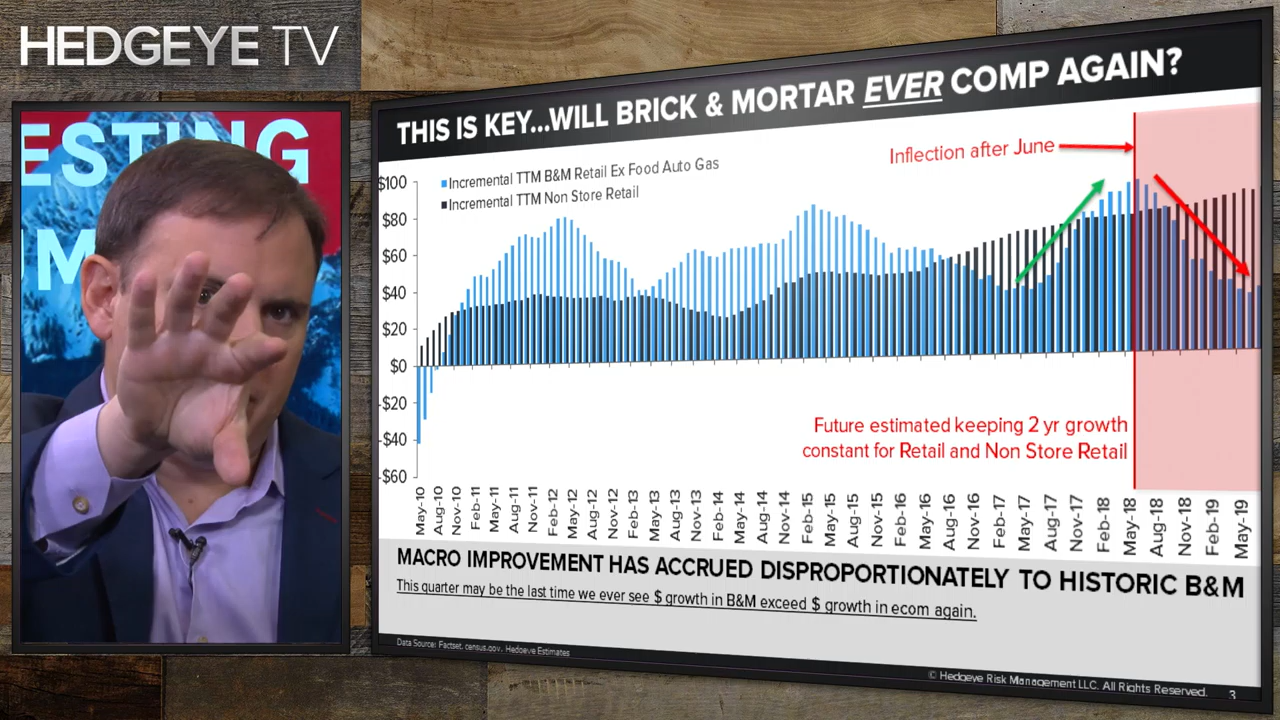 HEDGEYE TV
ESTING
M
THIS IS KEY...WILL BRICK & MORTAR EVER COMP AGAIN?
Incremental TTM B&M Retail Ex Food Auto Gas
Incremental TTM Non Store Retail
Inflection after June
$100
$80
$60
$40
$20
$0
-$20
-$40
-$60
Future estimated keeping 2 yr growth
constant for Retail and Non Store Retail
May-10 Aug-10 Nov-10 Feb-11 May-11 Aug-11 Nov-11 Feb-12 May-12 Aug-12 Nov-12 Feb-13 May-13 Aug-13 Nov-13 Feb-14 May-14 Aug-14 Nov-14 Feb-15 May-15 Aug-15 Nov-15 Feb-16 May-16 Aug-16 Nov-16 Feb-17 May-17 Aug-17 Nov-17 Feb-18 May-18 Aug-18 Nov-18 Feb-19 May-19
MACRO IMPROVEMENT HAS ACCRUED DISPROPORTIONATELY TO HISTORIC B&M
This quarter may be the last time we ever see $ growth in B&M exceed $ growth in ecom again.
Data Source: Factset, census.gov, Hedgeye Estimates
© Hedgeye Risk Management LLC. All Rights Reserved. 3